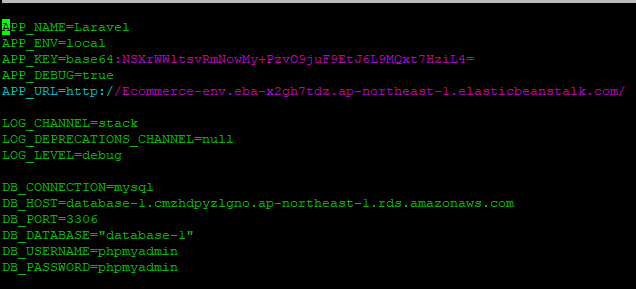 APP_NAME=Laravel
APP_ENV=local
APP_KEY=base64:NSXrWWltsvRmNowMy+PzvO9juF9EtJ6L9MQxt7HziL4=
APP_DEBUG=true
APP_URL=http://Ecommerce-env.eba-x2gh7tdz.ap-northeast-1.elasticbeanstalk.com/
LOG_CHANNEL=stack
LOG_DEPRECATIONS_CHANNEL=null
LOG_LEVEL=debug
DB_CONNECTION=mysql
DB_HOST=database-1.cmzhdpyzlgno.ap-northeast-1.rds.amazonaws.com
DB_PORT=3306
DB_DATABASE="database-1"
DB_USERNAME=phpmyadmin
DB_PASSWORD=phpmyadmin